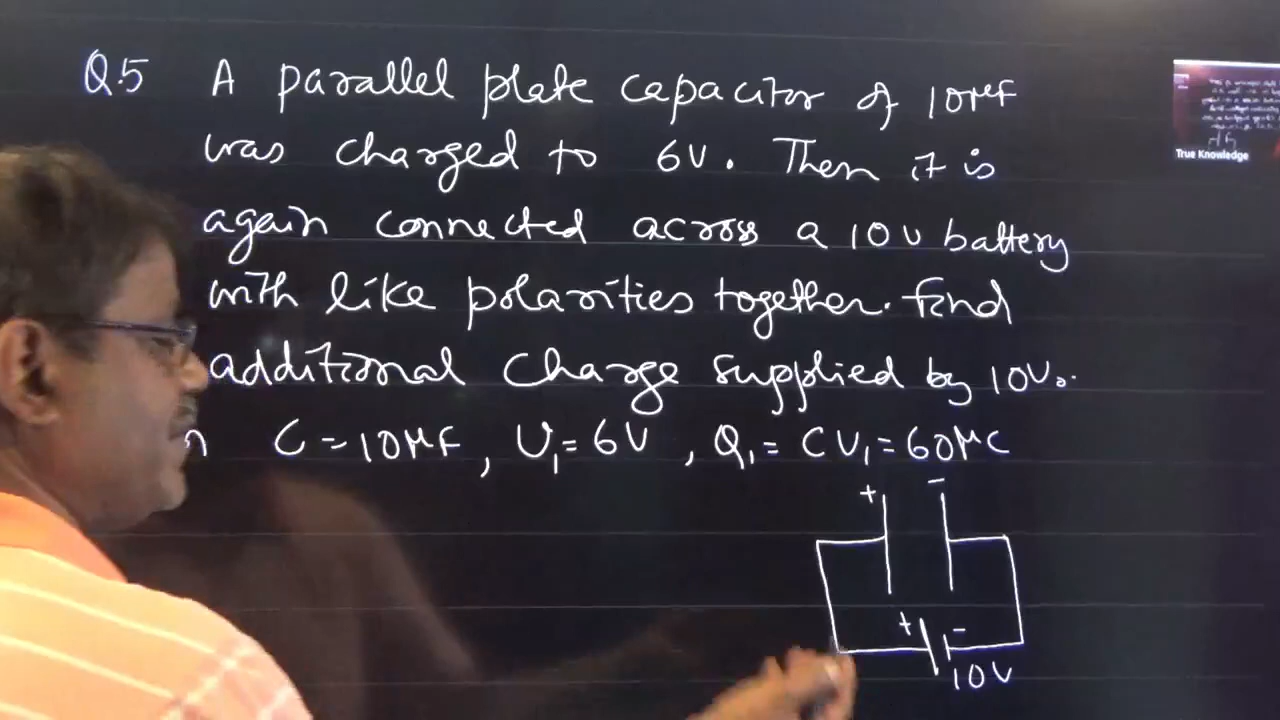 Q.5 A parallel plate capacitor of 10μF
was charged to 6V. Then it is
again connected across a 10V battery
with like polarities together. Find
additional charge supplied by 10V.
n C = 10μF, V₁ = 6V, Q₁ = CV₁ = 60μC
+ -
+ -
10V
True Knowledge